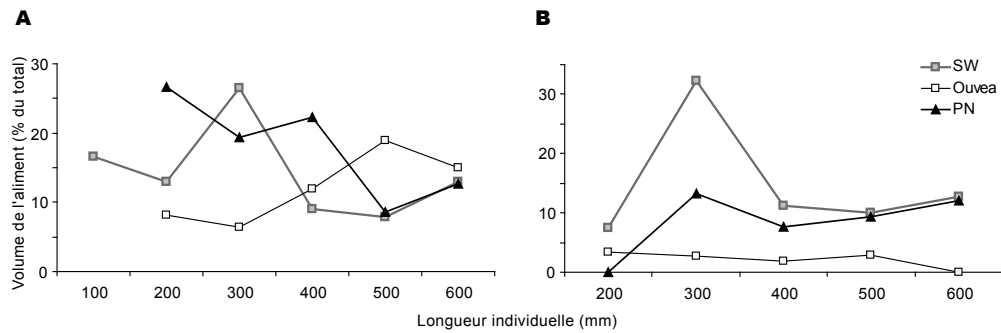 A
B
Volume de l'aliment (% du total)
30
20
10
0
100 200 300 400 500 600
30
20
10
0
200 300 400 500 600
SW
Ouvea
PN
Longueur individuelle (mm)